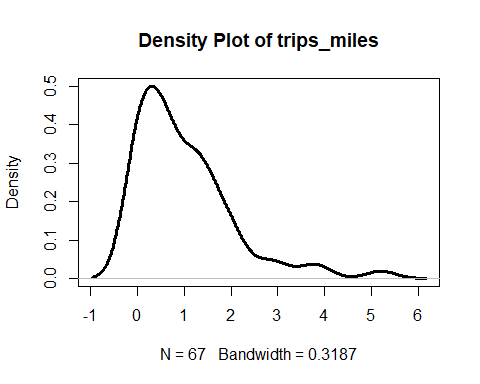 Density Plot of trips_miles
Density
0.5
0.4
0.3
0.2
0.1
0.0
-1 0 1 2 3 4 5 6
N = 67 Bandwidth = 0.3187